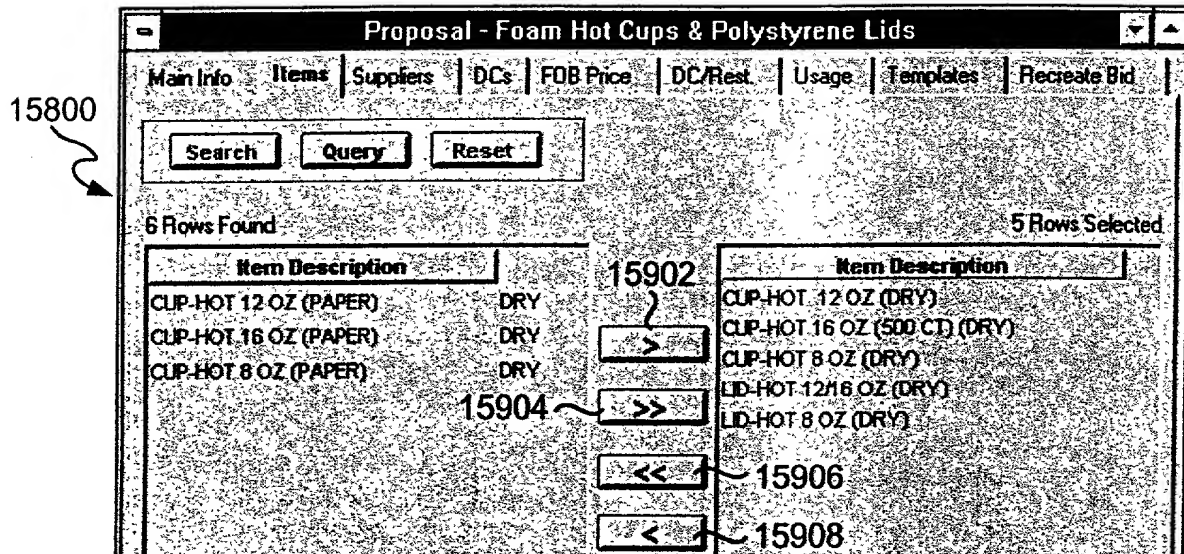 Proposal - Foam Hot Cups & Polystyrene Lids
Main Info Items Suppliers DCs FOB Price DC/Rest. Usage Templates Recreate Bid
15800
Search Query Reset
6 Rows Found 5 Rows Selected
Item Description Item Description
15902
CUP-HOT 12 OZ (PAPER) DRY CUP-HOT 12 OZ (DRY)
CUP-HOT 16 OZ (PAPER) DRY > CUP-HOT 16 OZ (500 CT) (DRY)
CUP-HOT 8 OZ (PAPER) DRY CUP-HOT 8 OZ (DRY)
LID-HOT 12/16 OZ (DRY)
15904 >> LID-HOT 8 OZ (DRY)
<< 15906
< 15908